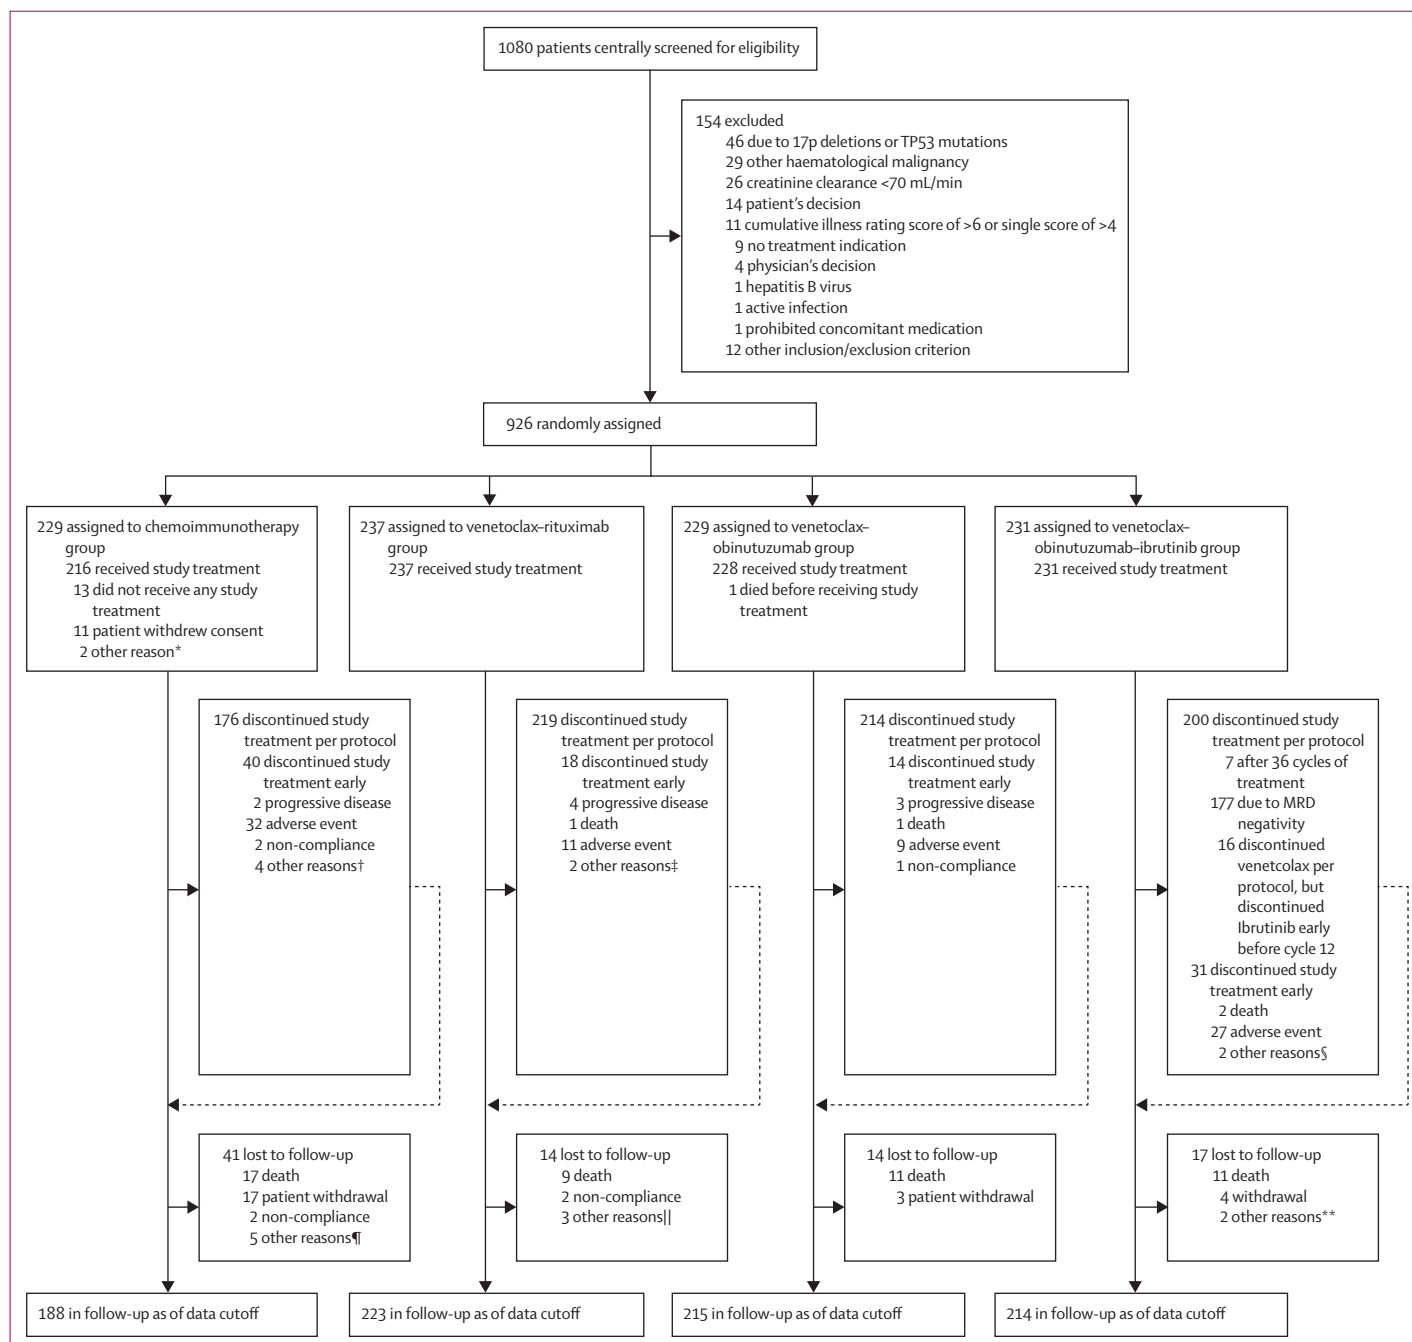 1080 patients centrally screened for eligibility
154 excluded
46 due to 17p deletions or TP53 mutations
29 other haematological malignancy
26 creatinine clearance <70 mL/min
14 patient's decision
11 cumulative illness rating score of >6 or single score of >4
9 no treatment indication
4 physician's decision
1 hepatitis B virus
1 active infection
1 prohibited concomitant medication
12 other inclusion/exclusion criterion
926 randomly assigned
229 assigned to chemoimmunotherapy
group
216 received study treatment
13 did not receive any study
treatment
11 patient withdrew consent
2 other reason*
237 assigned to venetoclax–rituximab
group
237 received study treatment
229 assigned to venetoclax–
obinutuzumab group
228 received study treatment
1 died before receiving study
treatment
231 assigned to venetoclax–
obinutuzumab–ibrutinib group
231 received study treatment
176 discontinued study
treatment per protocol
40 discontinued study
treatment early
2 progressive disease
32 adverse event
2 non-compliance
4 other reasons†
219 discontinued study
treatment per protocol
18 discontinued study
treatment early
4 progressive disease
1 death
11 adverse event
2 other reasons‡
214 discontinued study
treatment per protocol
14 discontinued study
treatment early
3 progressive disease
1 death
9 adverse event
1 non-compliance
200 discontinued study
treatment per protocol
7 after 36 cycles of
treatment
177 due to MRD
negativity
16 discontinued
venetcolax per
protocol, but
discontinued
Ibrutinib early
before cycle 12
31 discontinued study
treatment early
2 death
27 adverse event
2 other reasons§
41 lost to follow-up
17 death
17 patient withdrawal
2 non-compliance
5 other reasons¶
14 lost to follow-up
9 death
2 non-compliance
3 other reasons||
14 lost to follow-up
11 death
3 patient withdrawal
17 lost to follow-up
11 death
4 withdrawal
2 other reasons**
188 in follow-up as of data cutoff
223 in follow-up as of data cutoff
215 in follow-up as of data cutoff
214 in follow-up as of data cutoff